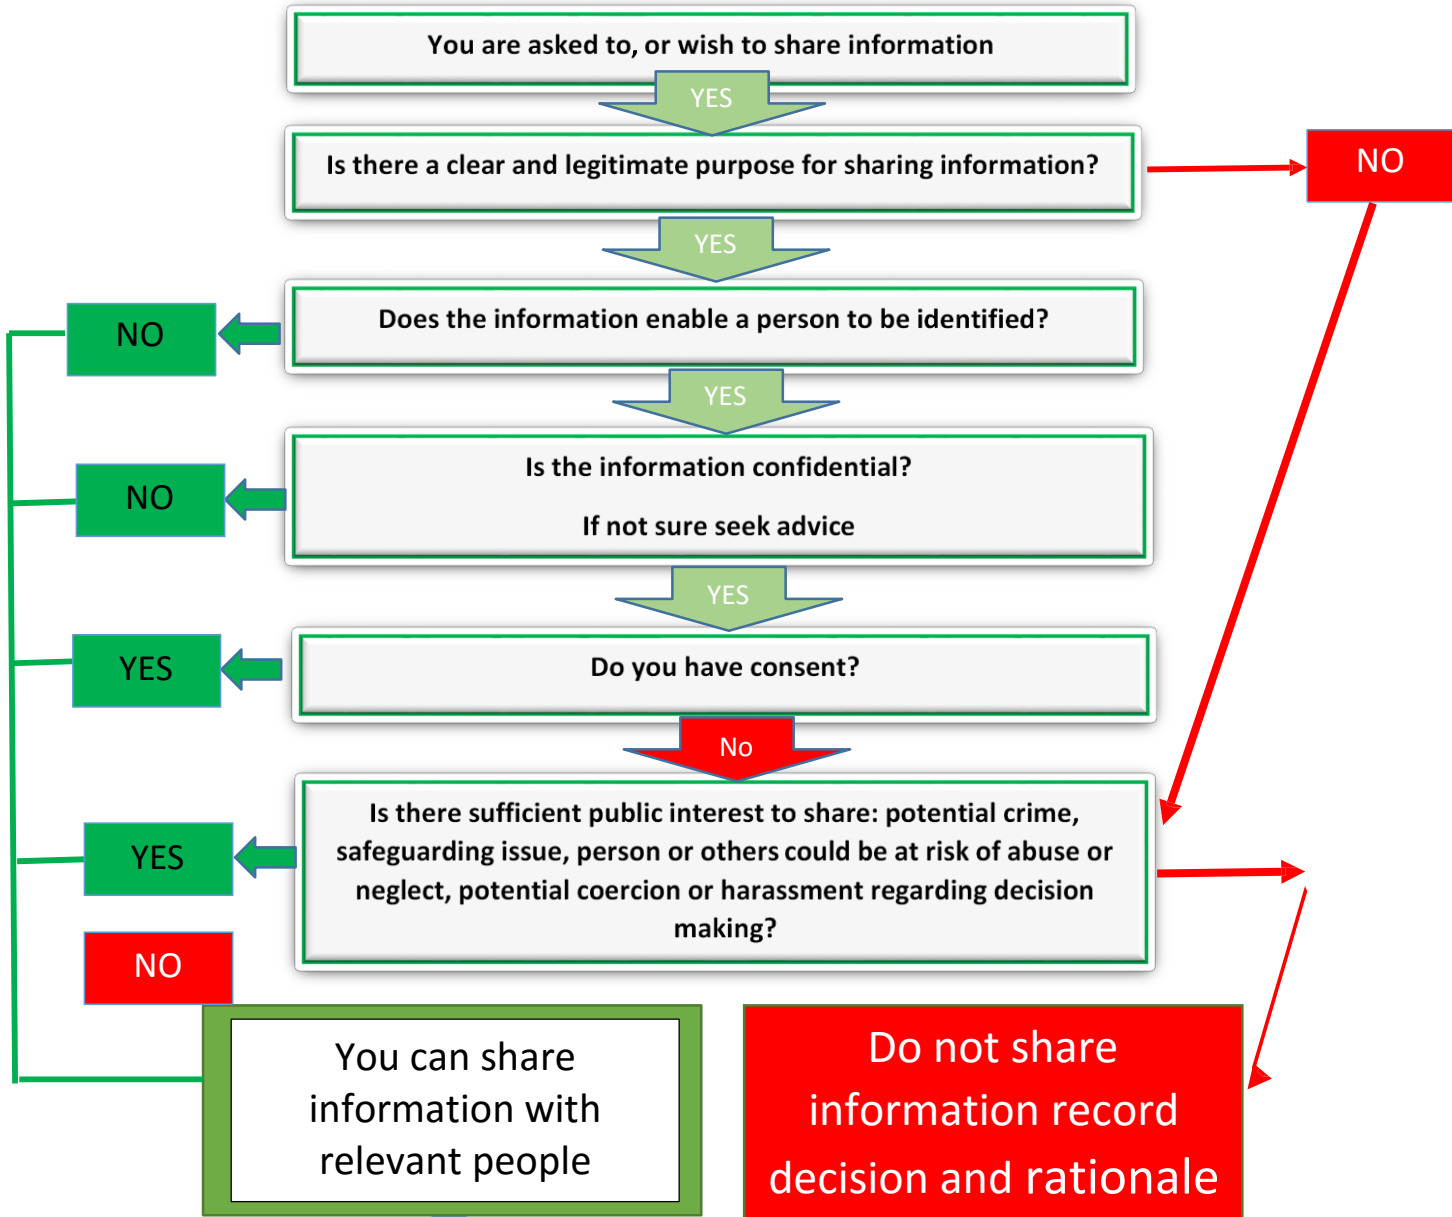 You are asked to, or wish to share information
YES
Is there a clear and legitimate purpose for sharing information?
NO
YES
Does the information enable a person to be identified?
NO
YES
Is the information confidential?
If not sure seek advice
NO
YES
Do you have consent?
YES
No
Is there sufficient public interest to share: potential crime,
safeguarding issue, person or others could be at risk of abuse or
neglect, potential coercion or harassment regarding decision
making?
YES
NO
You can share
information with
relevant people
Do not share
information record
decision and rationale